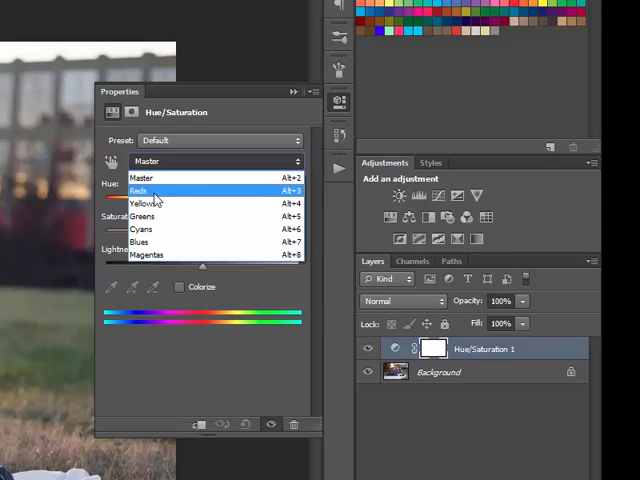 Properties
Hue/Saturation
Preset: Default
Master
Master Alt+2
Hue:
Reds Alt+3
Yellows Alt+4
Saturat
Greens Alt+5
Cyans Alt+6
Blues Alt+7
Lightne
Magentas Alt+8
Colorize
Adjustments Styles
Add an adjustment
Layers Channels Paths
Kind
Normal Opacity: 100%
Lock: Fill: 100%
Hue/Saturation 1
Background